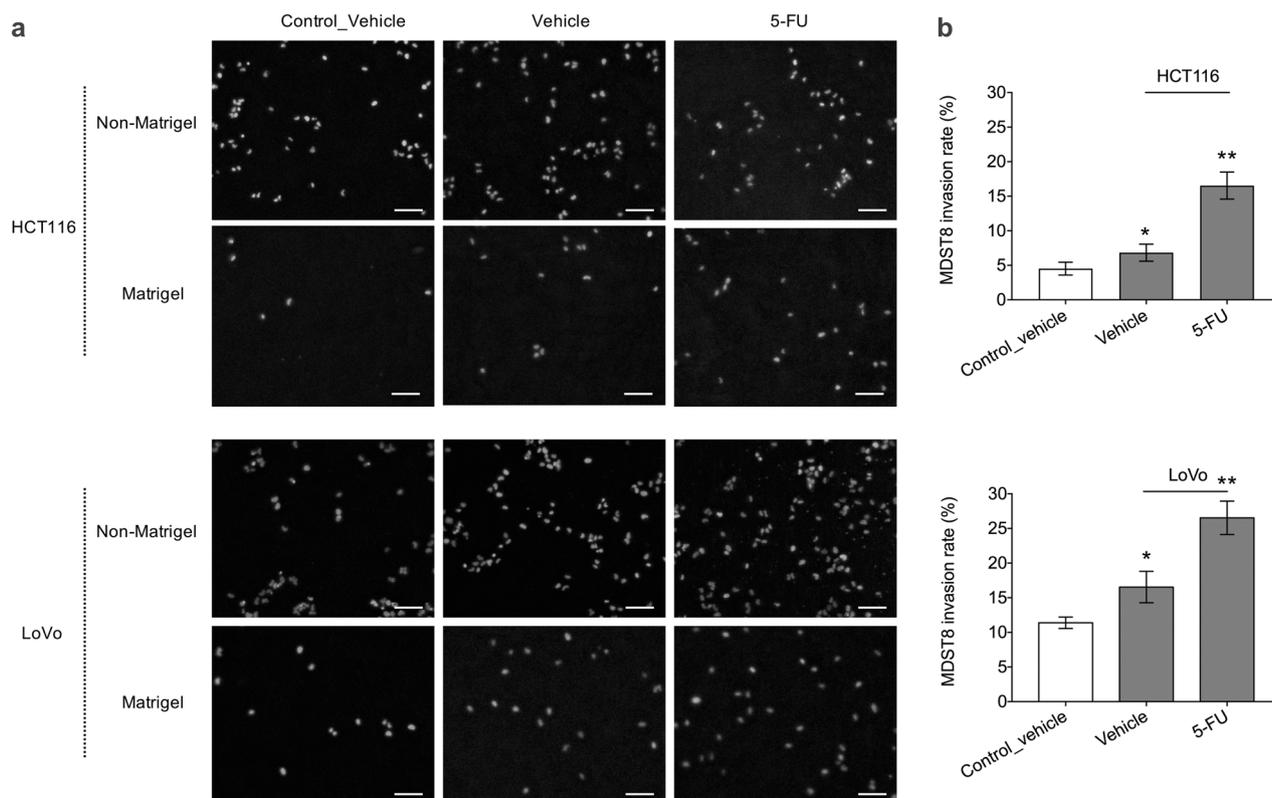 a
Control_Vehicle
Vehicle
5-FU
HCT116
Non-Matrigel
Matrigel
LoVo
Non-Matrigel
Matrigel
b
HCT116
MDST8 invasion rate (%)
30
25
20
15
10
5
0
*
**
Control_vehicle
Vehicle
5-FU
LoVo
MDST8 invasion rate (%)
30
25
20
15
10
5
0
*
**
Control_vehicle
Vehicle
5-FU